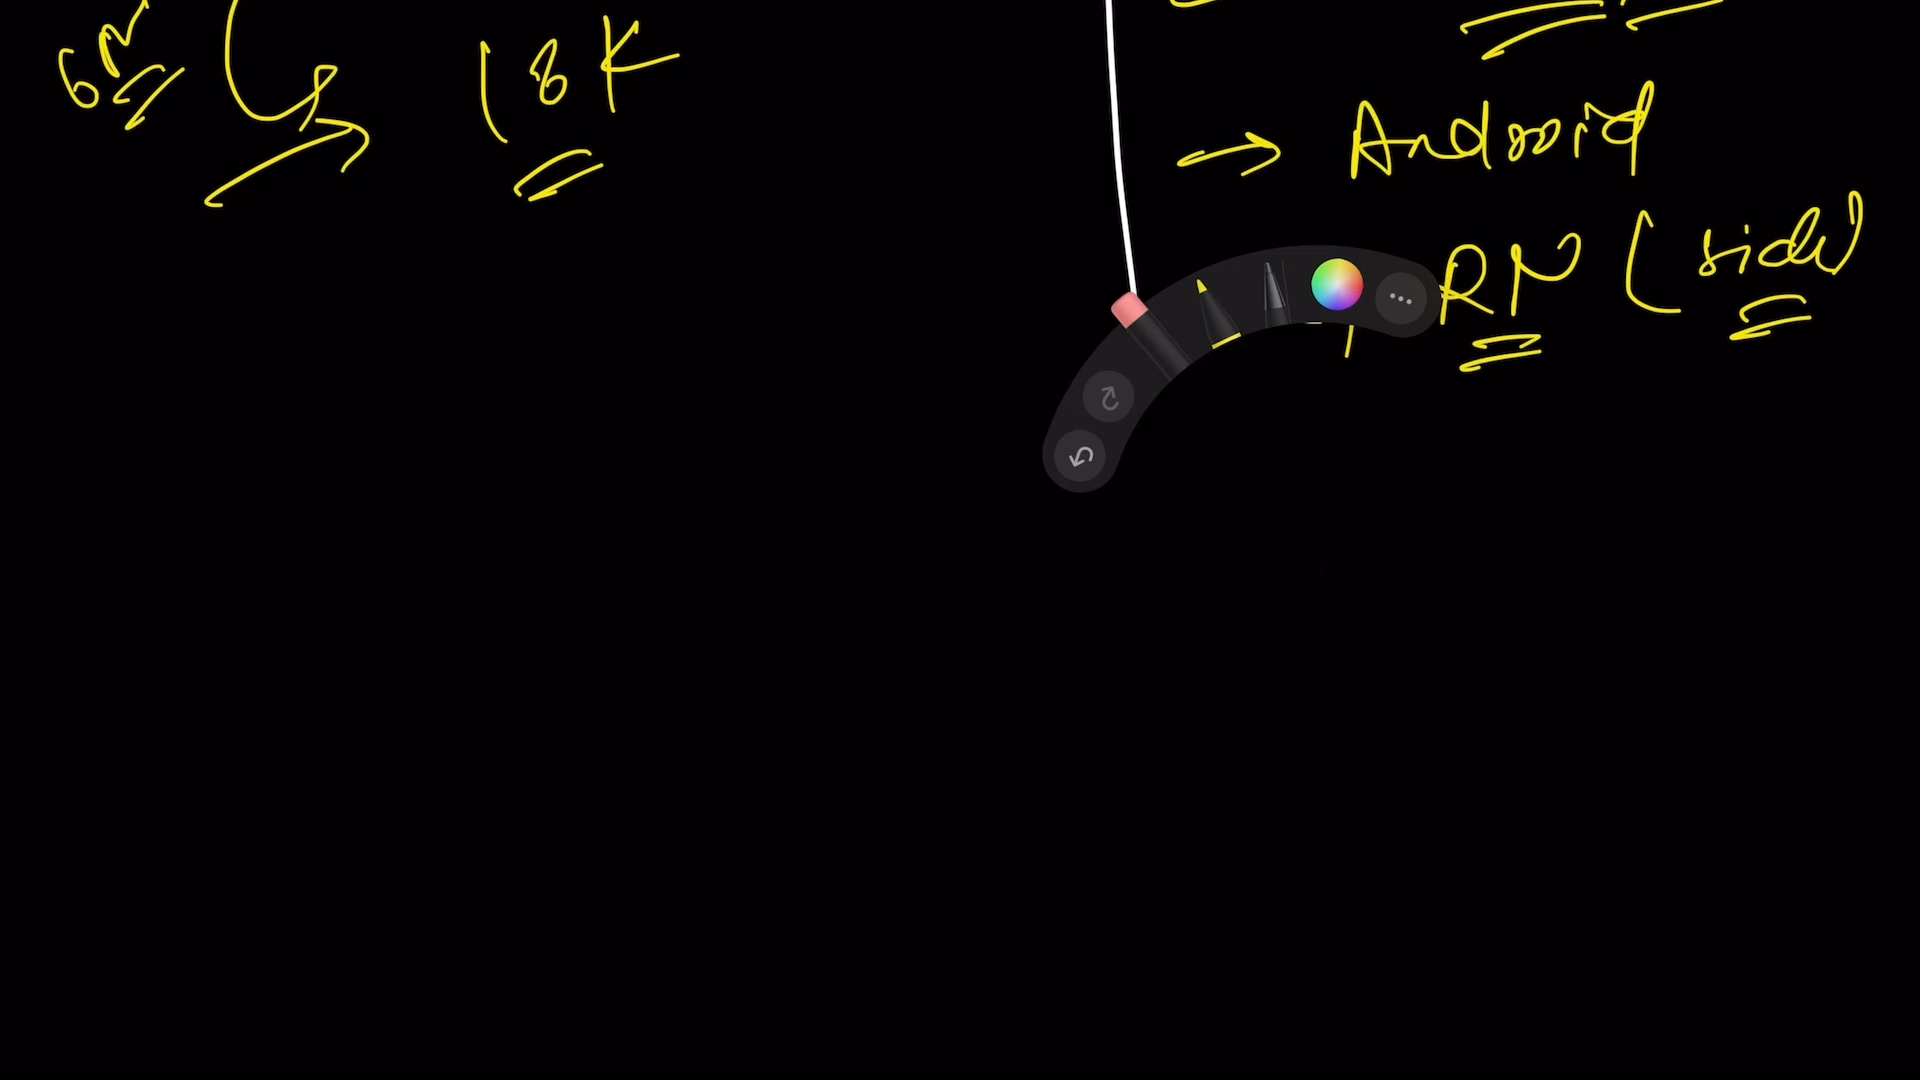 6M 18K
→ Android
RN (side)